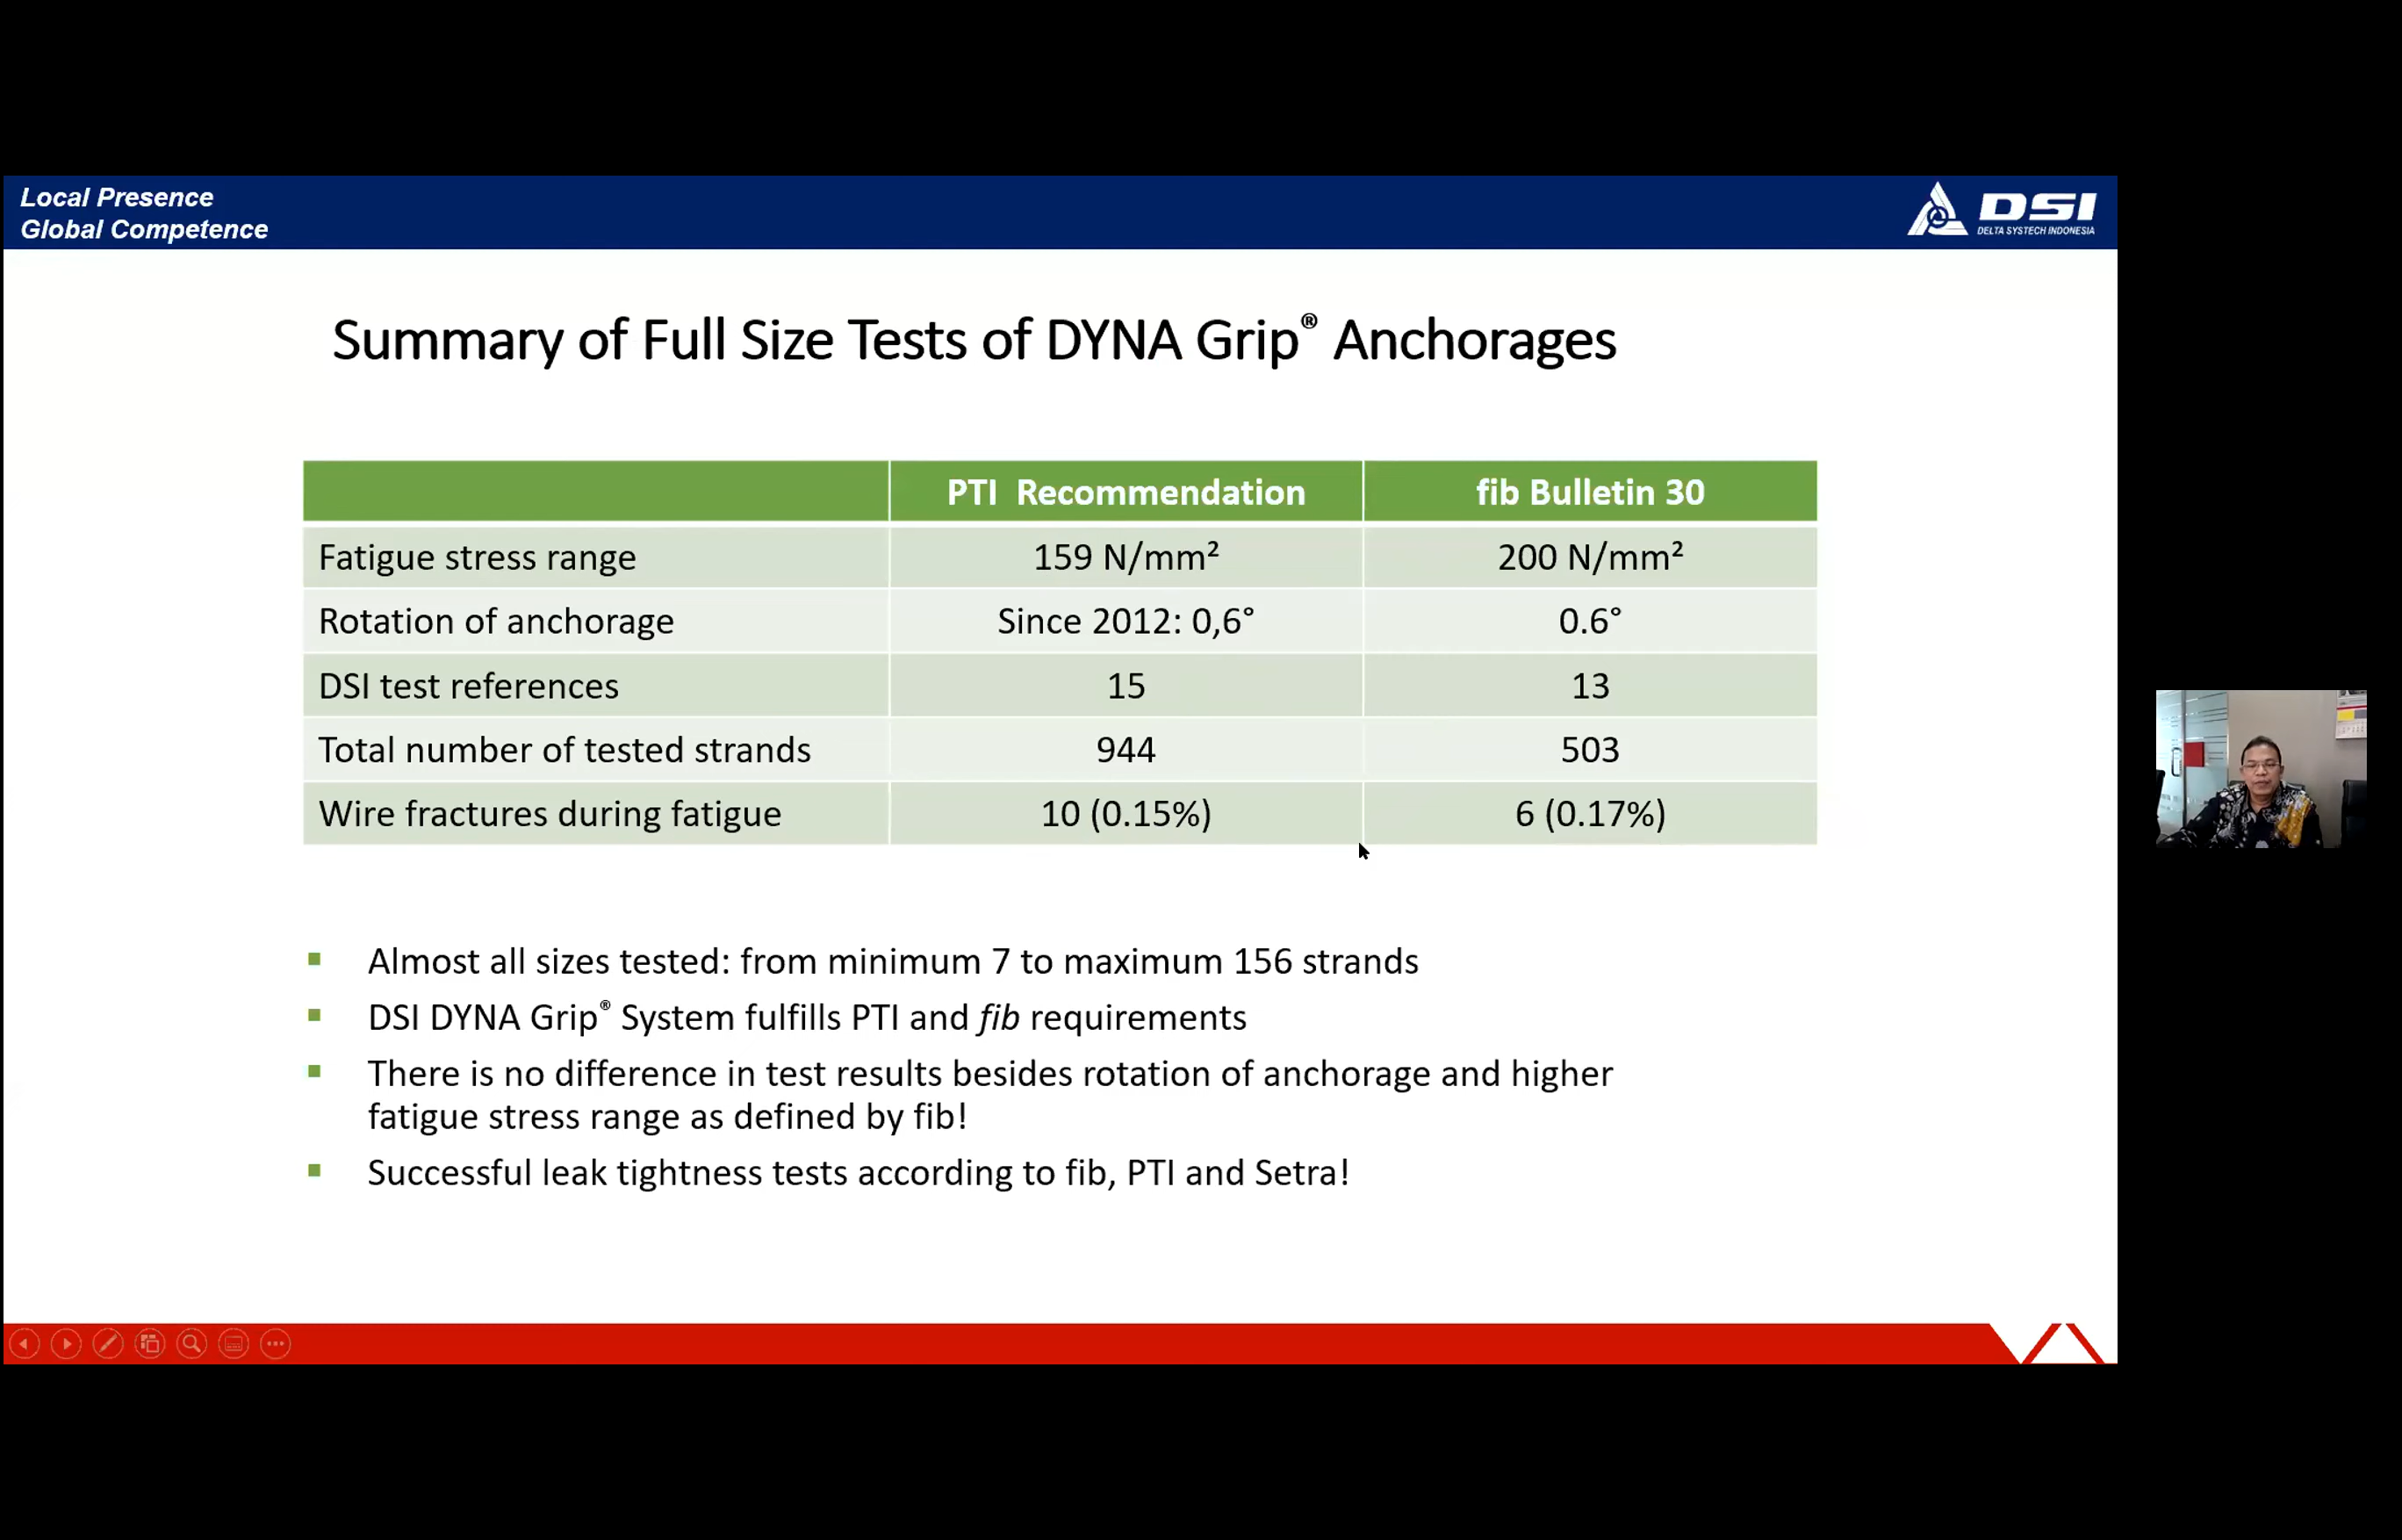 Local Presence
Global Competence
DSI
DELTA SYSTECH INDONESIA
Summary of Full Size Tests of DYNA Grip® Anchorages
PTI Recommendation fib Bulletin 30
Fatigue stress range 159 N/mm² 200 N/mm²
Rotation of anchorage Since 2012: 0,6° 0.6°
DSI test references 15 13
Total number of tested strands 944 503
Wire fractures during fatigue 10 (0.15%) 6 (0.17%)
Almost all sizes tested: from minimum 7 to maximum 156 strands
DSI DYNA Grip® System fulfills PTI and fib requirements
There is no difference in test results besides rotation of anchorage and higher
fatigue stress range as defined by fib!
Successful leak tightness tests according to fib, PTI and Setra!